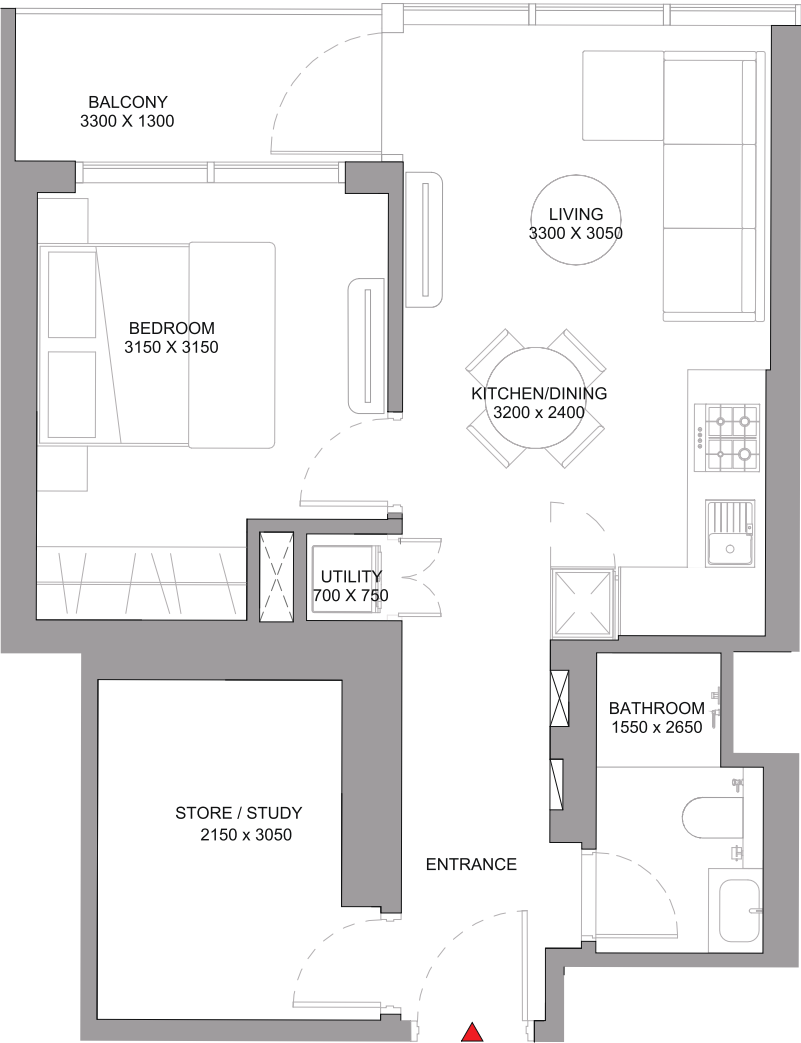 BALCONY
3300 X 1300
LIVING
3300 X 3050
BEDROOM
3150 X 3150
KITCHEN/DINING
3200 x 2400
UTILITY
700 X 750
BATHROOM
1550 x 2650
STORE / STUDY
2150 x 3050
ENTRANCE